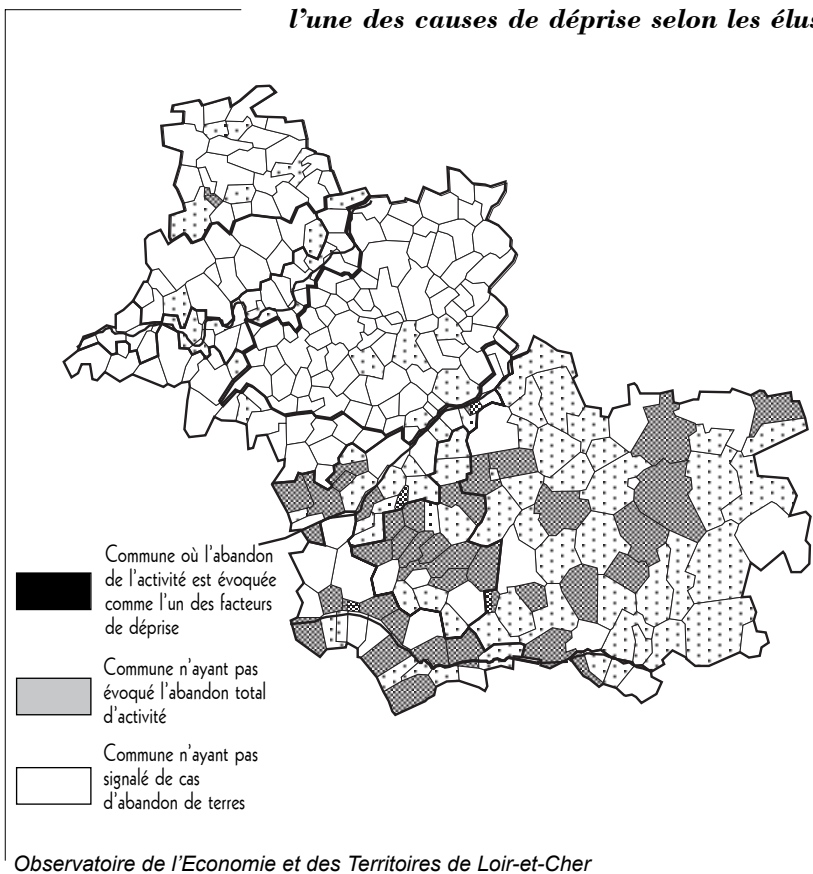 l'une des causes de déprise selon les élus
Commune où l'abandon
de l'activité est évoquée
comme l'un des facteurs
de déprise
Commune n'ayant pas
évoqué l'abandon total
d'activité
Commune n'ayant pas
signalé de cas
d'abandon de terres
Observatoire de l'Economie et des Territoires de Loir-et-Cher